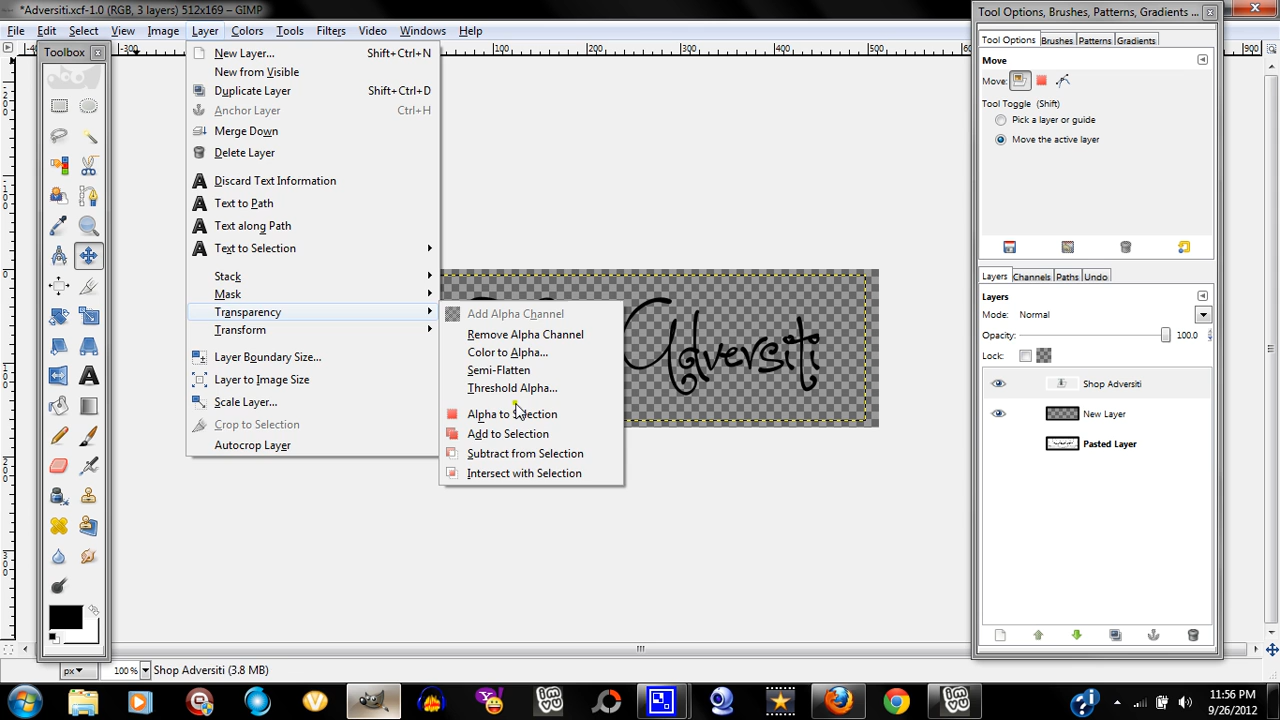 *Adversiti.xcf-1.0 (RGB, 3 layers) 512x169 – GIMP
File Edit Select View Image Layer Colors Tools Filters Video Windows Help
Toolbox
New Layer... Shift+Ctrl+N
New from Visible
Duplicate Layer Shift+Ctrl+D
Anchor Layer Ctrl+H
Merge Down
Delete Layer
Discard Text Information
Text to Path
Text along Path
Text to Selection
Stack
Mask
Transparency
Transform
Layer Boundary Size...
Layer to Image Size
Scale Layer...
Crop to Selection
Autocrop Layer
Add Alpha Channel
Remove Alpha Channel
Color to Alpha...
Semi-Flatten
Threshold Alpha...
Alpha to Selection
Add to Selection
Subtract from Selection
Intersect with Selection
Adversiti
-300 100 200 300 400 500 900
px 100% Shop Adversiti (3.8 MB)
Tool Options, Brushes, Patterns, Gradients ...
Tool Options Brushes Patterns Gradients
Move
Move:
Tool Toggle (Shift)
Pick a layer or guide
Move the active layer
Layers Channels Paths Undo
Layers
Mode: Normal
Opacity: 100.0
Lock:
Shop Adversiti
New Layer
Pasted Layer
11:56 PM
9/26/2012